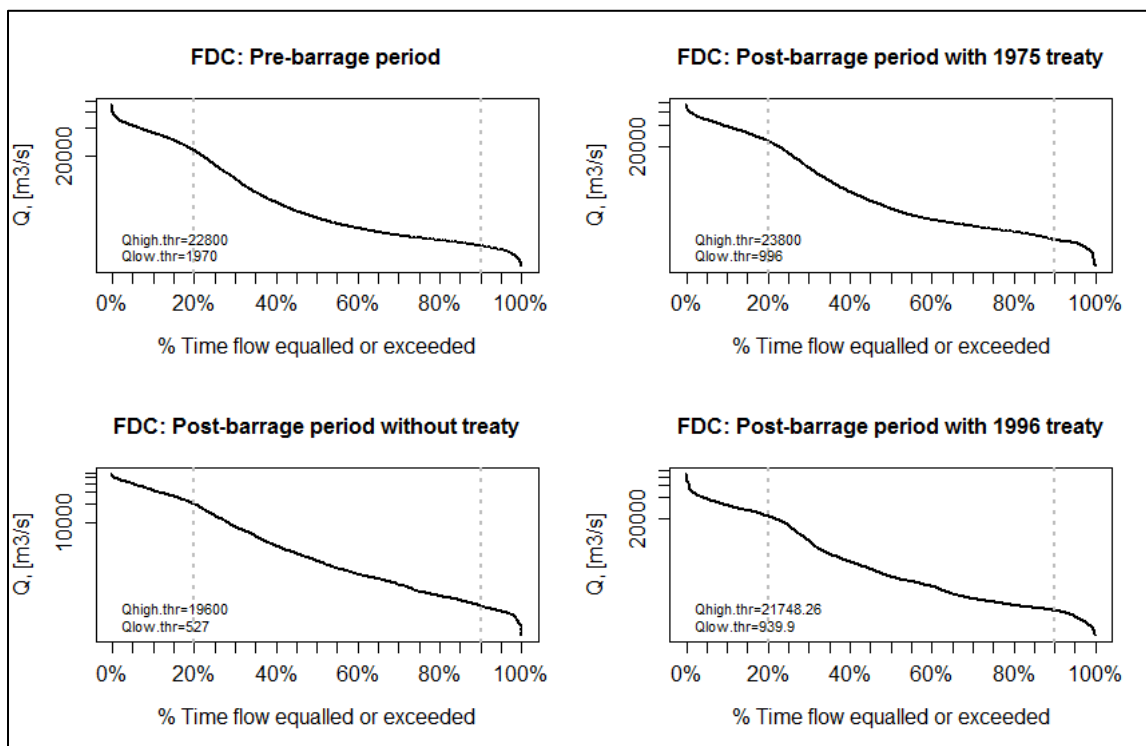 FDC: Pre-barrage period
Q, [m3/s]
20000
Qhigh.thr=22800
Qlow.thr=1970
0% 20% 40% 60% 80% 100%
% Time flow equalled or exceeded
FDC: Post-barrage period with 1975 treaty
Q, [m3/s]
20000
Qhigh.thr=23800
Qlow.thr=996
0% 20% 40% 60% 80% 100%
% Time flow equalled or exceeded
FDC: Post-barrage period without treaty
Q, [m3/s]
10000
Qhigh.thr=19600
Qlow.thr=527
0% 20% 40% 60% 80% 100%
% Time flow equalled or exceeded
FDC: Post-barrage period with 1996 treaty
Q, [m3/s]
20000
Qhigh.thr=21748.26
Qlow.thr=939.9
0% 20% 40% 60% 80% 100%
% Time flow equalled or exceeded